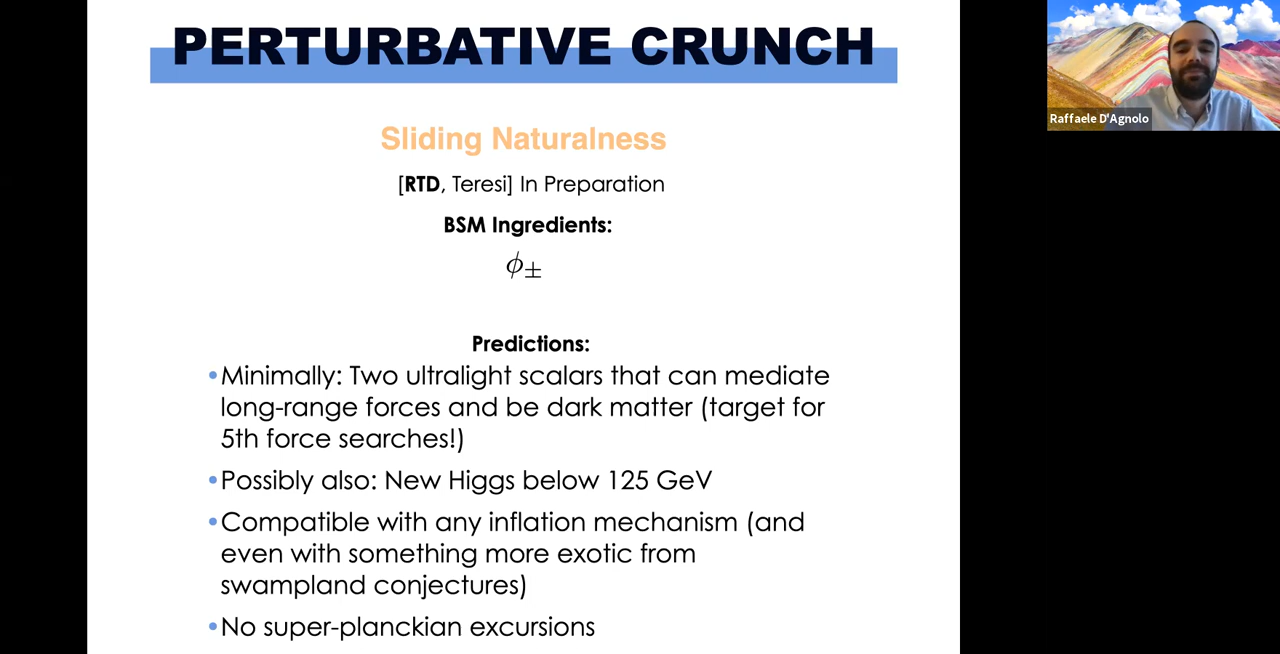 PERTURBATIVE CRUNCH
Raffaele D'Agnolo
Sliding Naturalness
[RTD, Teresi] In Preparation
BSM Ingredients:
ϕ±
Predictions:
•Minimally: Two ultralight scalars that can mediate
long-range forces and be dark matter (target for
5th force searches!)
•Possibly also: New Higgs below 125 GeV
•Compatible with any inflation mechanism (and
even with something more exotic from
swampland conjectures)
•No super-planckian excursions